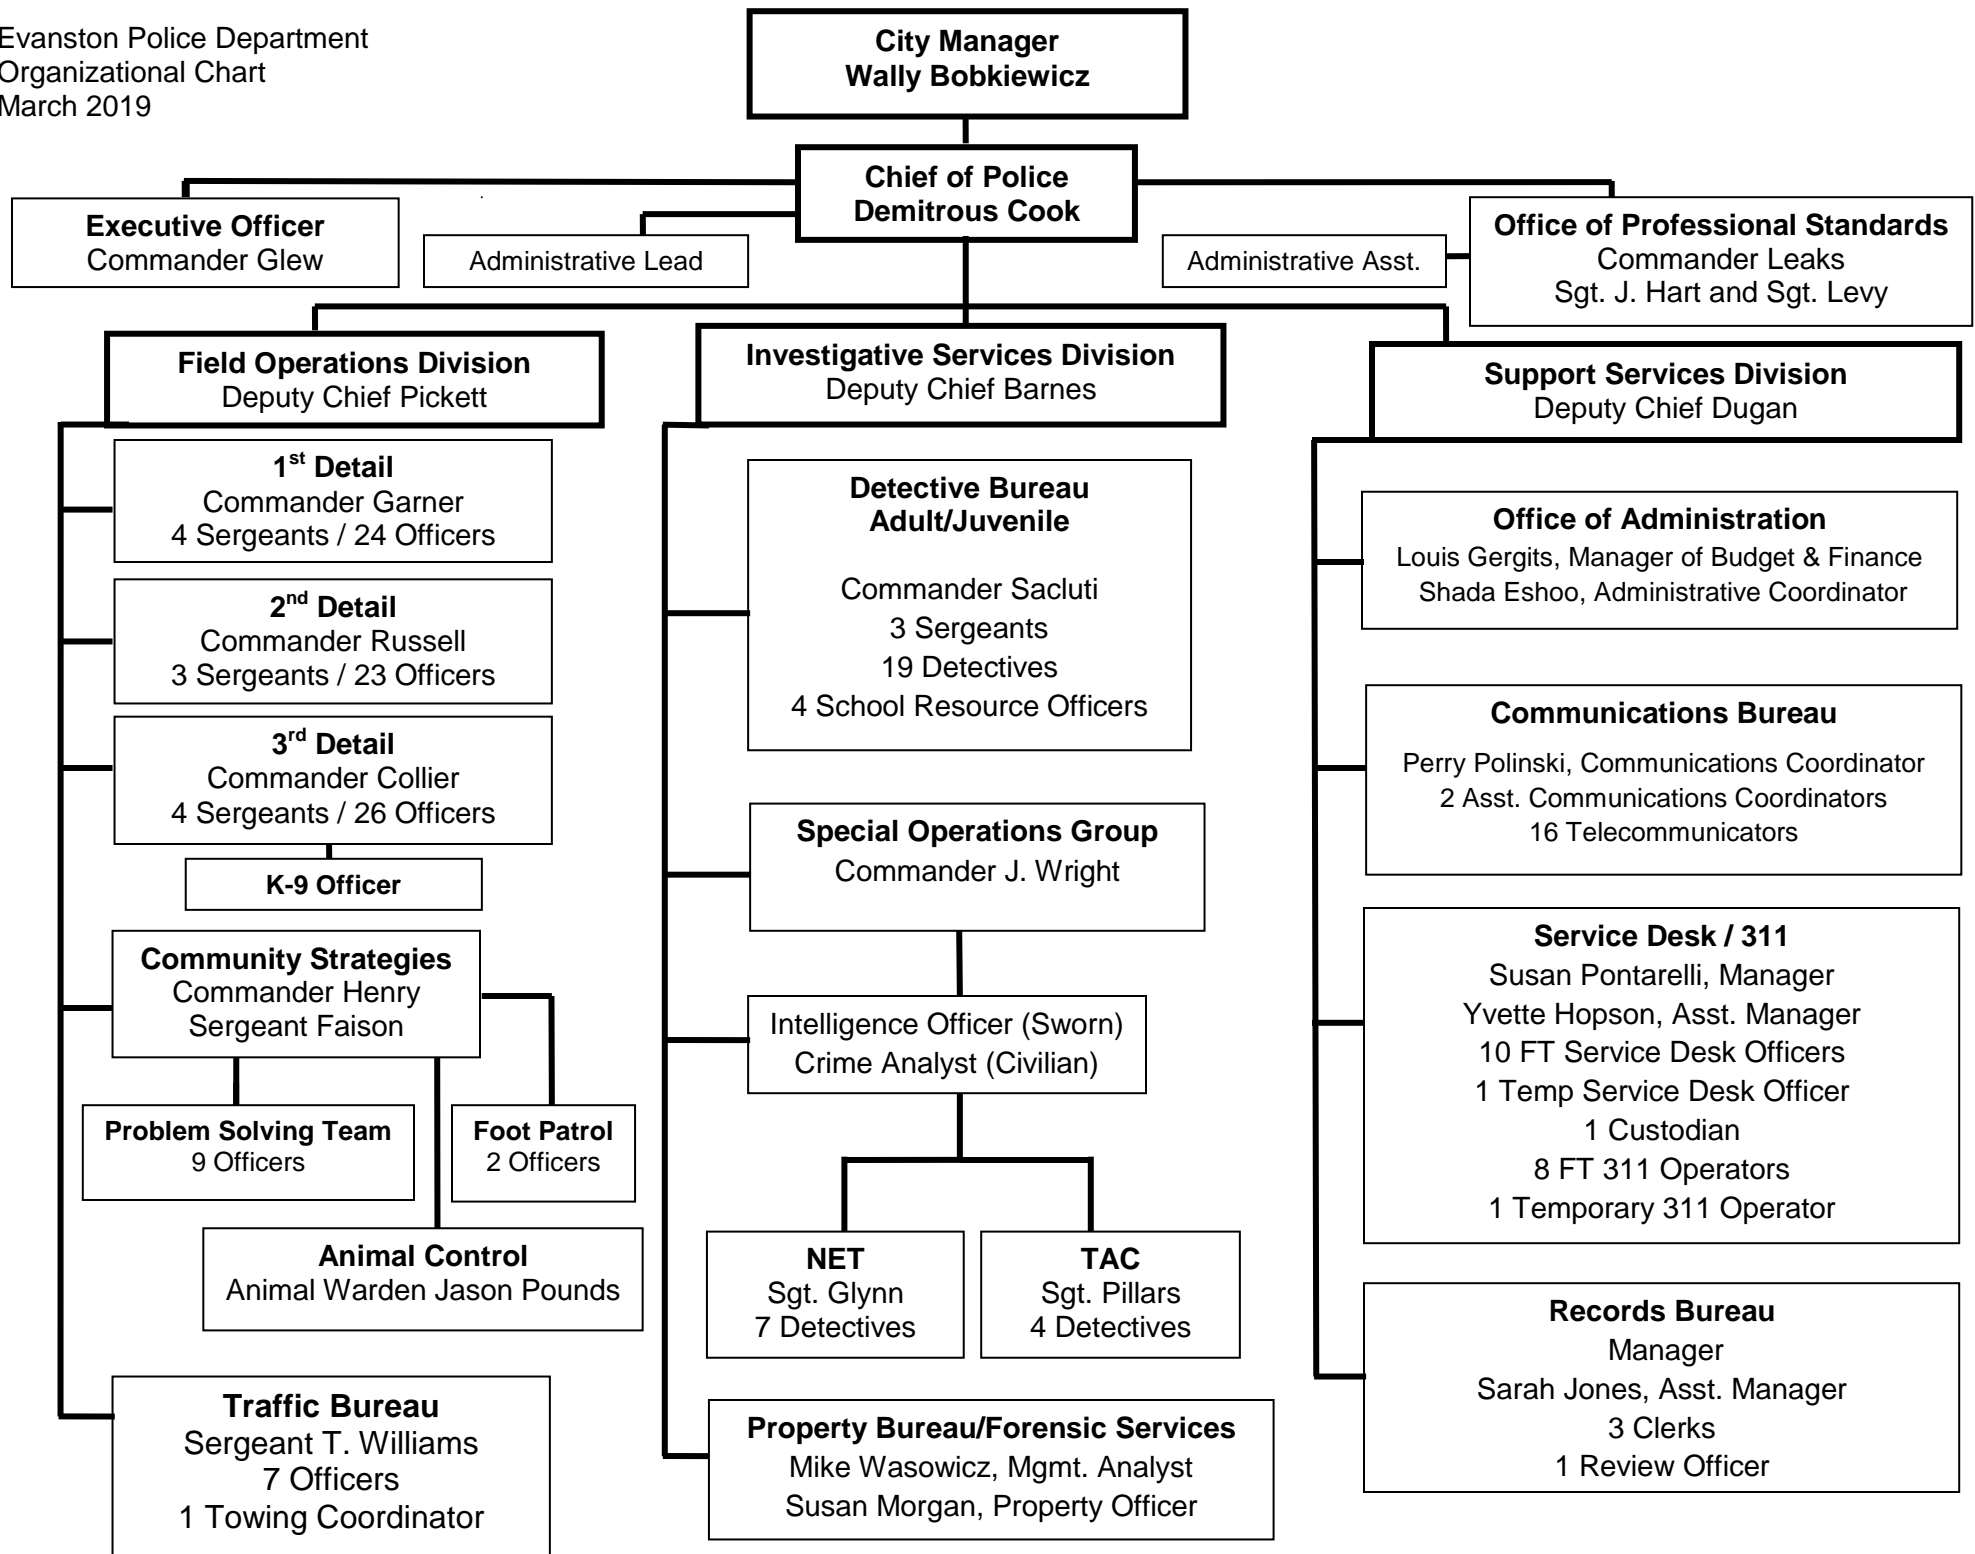 Evanston Police Department
Organizational Chart
March 2019
City Manager
Wally Bobkiewicz
Chief of Police
Demitrous Cook
Executive Officer
Commander Glew
Administrative Lead
Administrative Asst.
Office of Professional Standards
Commander Leaks
Sgt. J. Hart and Sgt. Levy
Field Operations Division
Deputy Chief Pickett
1st Detail
Commander Garner
4 Sergeants / 24 Officers
2nd Detail
Commander Russell
3 Sergeants / 23 Officers
3rd Detail
Commander Collier
4 Sergeants / 26 Officers
K-9 Officer
Community Strategies
Commander Henry
Sergeant Faison
Problem Solving Team
9 Officers
Foot Patrol
2 Officers
Animal Control
Animal Warden Jason Pounds
Traffic Bureau
Sergeant T. Williams
7 Officers
1 Towing Coordinator
Investigative Services Division
Deputy Chief Barnes
Detective Bureau
Adult/Juvenile
Commander Sacluti
3 Sergeants
19 Detectives
4 School Resource Officers
Special Operations Group
Commander J. Wright
Intelligence Officer (Sworn)
Crime Analyst (Civilian)
NET
Sgt. Glynn
7 Detectives
TAC
Sgt. Pillars
4 Detectives
Property Bureau/Forensic Services
Mike Wasowicz, Mgmt. Analyst
Susan Morgan, Property Officer
Support Services Division
Deputy Chief Dugan
Office of Administration
Louis Gergits, Manager of Budget & Finance
Shada Eshoo, Administrative Coordinator
Communications Bureau
Perry Polinski, Communications Coordinator
2 Asst. Communications Coordinators
16 Telecommunicators
Service Desk / 311
Susan Pontarelli, Manager
Yvette Hopson, Asst. Manager
10 FT Service Desk Officers
1 Temp Service Desk Officer
1 Custodian
8 FT 311 Operators
1 Temporary 311 Operator
Records Bureau
Manager
Sarah Jones, Asst. Manager
3 Clerks
1 Review Officer